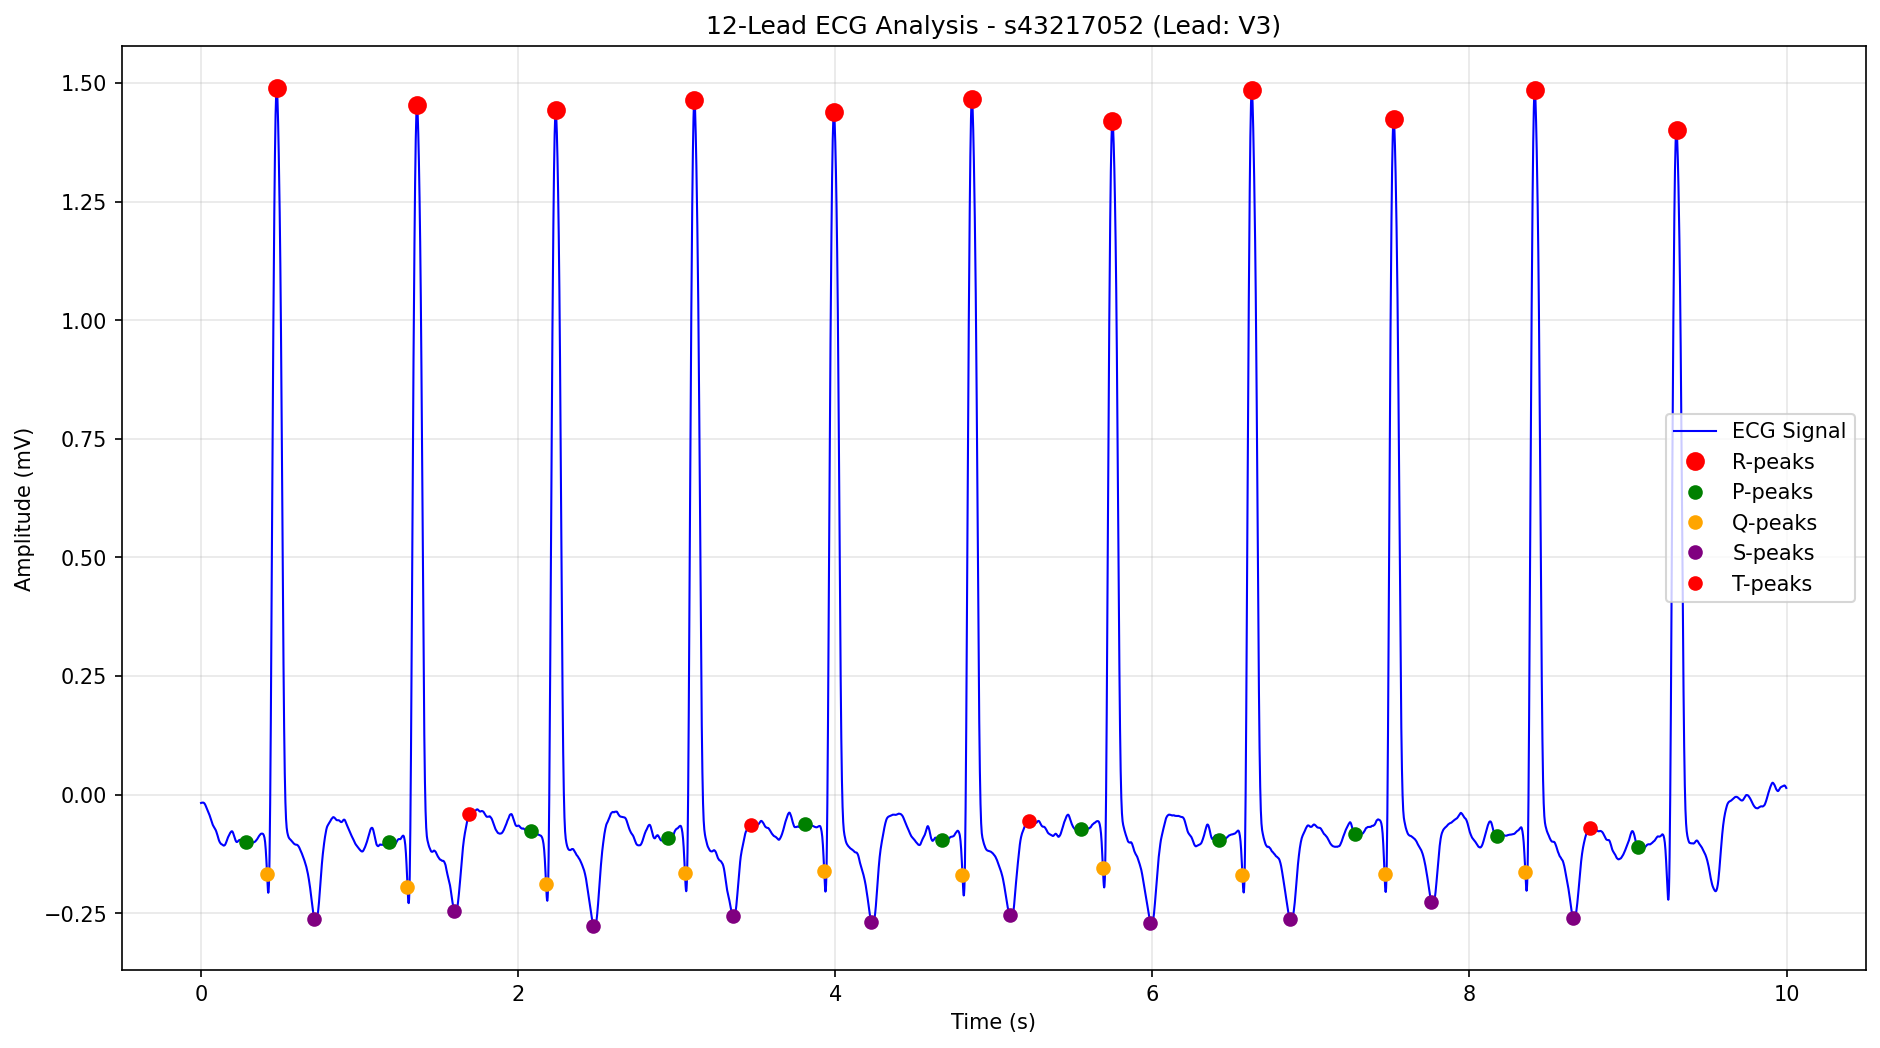 12-Lead ECG Analysis - s43217052 (Lead: V3)
Amplitude (mV)
1.50
1.25
1.00
0.75
0.50
0.25
0.00
−0.25
ECG Signal
R-peaks
P-peaks
Q-peaks
S-peaks
T-peaks
0 2 4 6 8 10
Time (s)